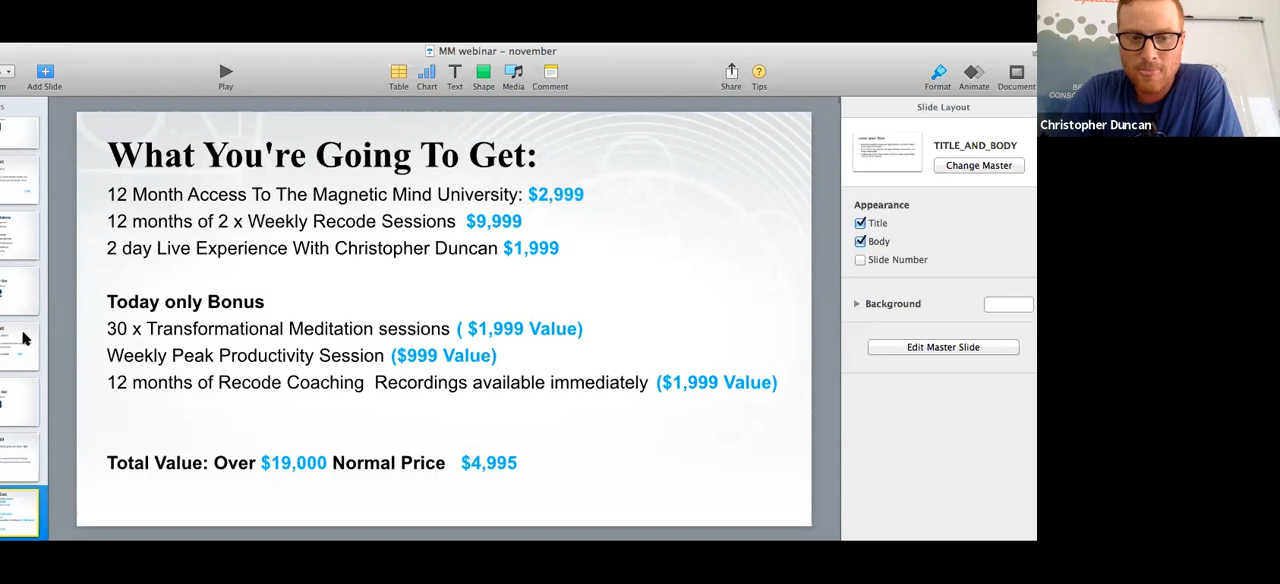 MM webinar – november
Add Slide
Play
Table
Chart
Text
Shape
Media
Comment
Share
Tips
Format
Animate
Document
Slide Layout
TITLE_AND_BODY
Change Master
Appearance
Title
Body
Slide Number
Background
Edit Master Slide
What You're Going To Get:
12 Month Access To The Magnetic Mind University: $2,999
12 months of 2 x Weekly Recode Sessions $9,999
2 day Live Experience With Christopher Duncan $1,999
Today only Bonus
30 x Transformational Meditation sessions ( $1,999 Value)
Weekly Peak Productivity Session ($999 Value)
12 months of Recode Coaching Recordings available immediately ($1,999 Value)
Total Value: Over $19,000 Normal Price $4,995
Christopher Duncan